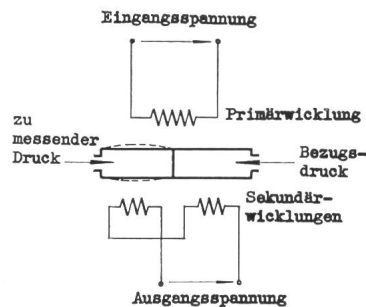 Eingangsspannung
Primärwicklung
zu
messender
Druck
Bezugs-
druck
Sekundär-
wicklungen
Ausgangsspannung